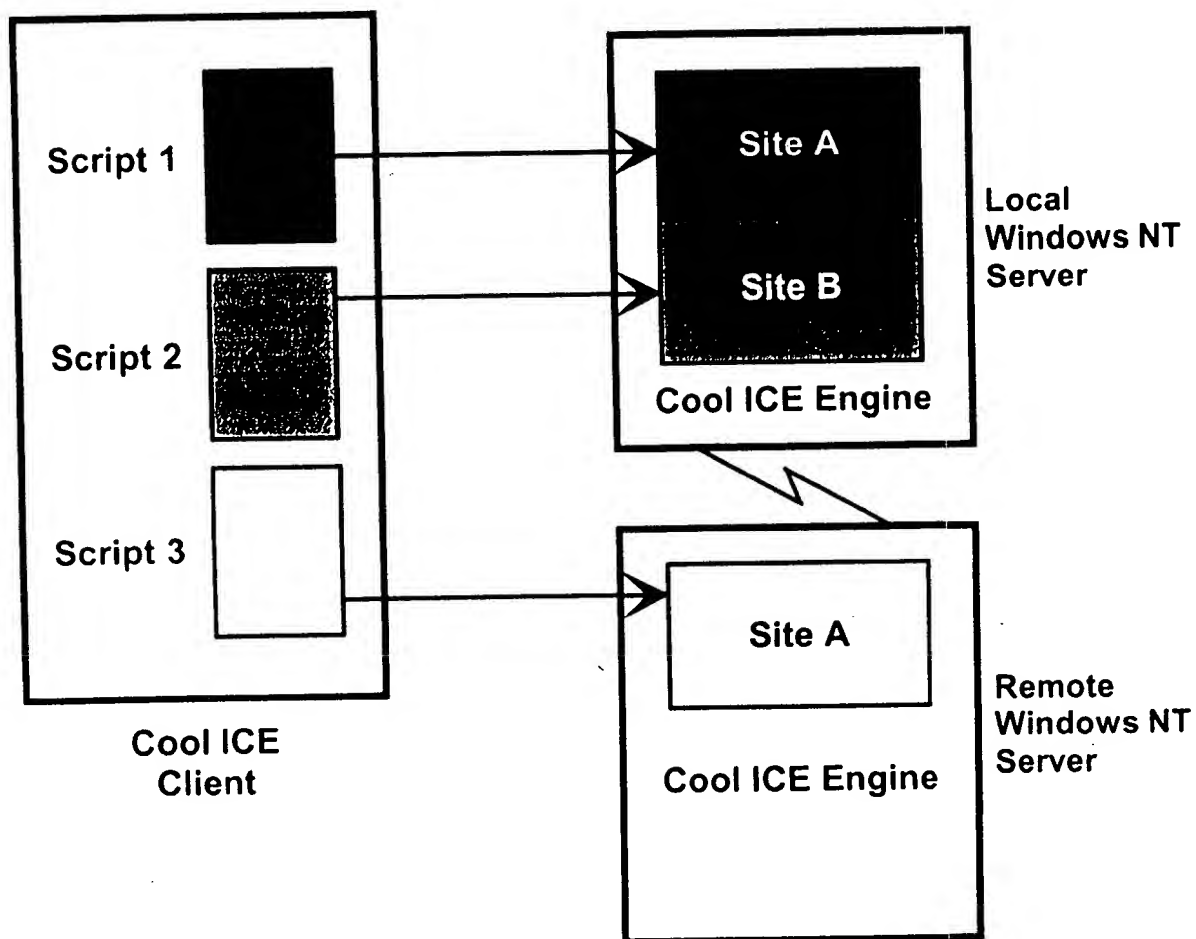 Script 1
Script 2
Script 3
Cool ICE
Client
Site A
Site B
Cool ICE Engine
Local
Windows NT
Server
Site A
Cool ICE Engine
Remote
Windows NT
Server